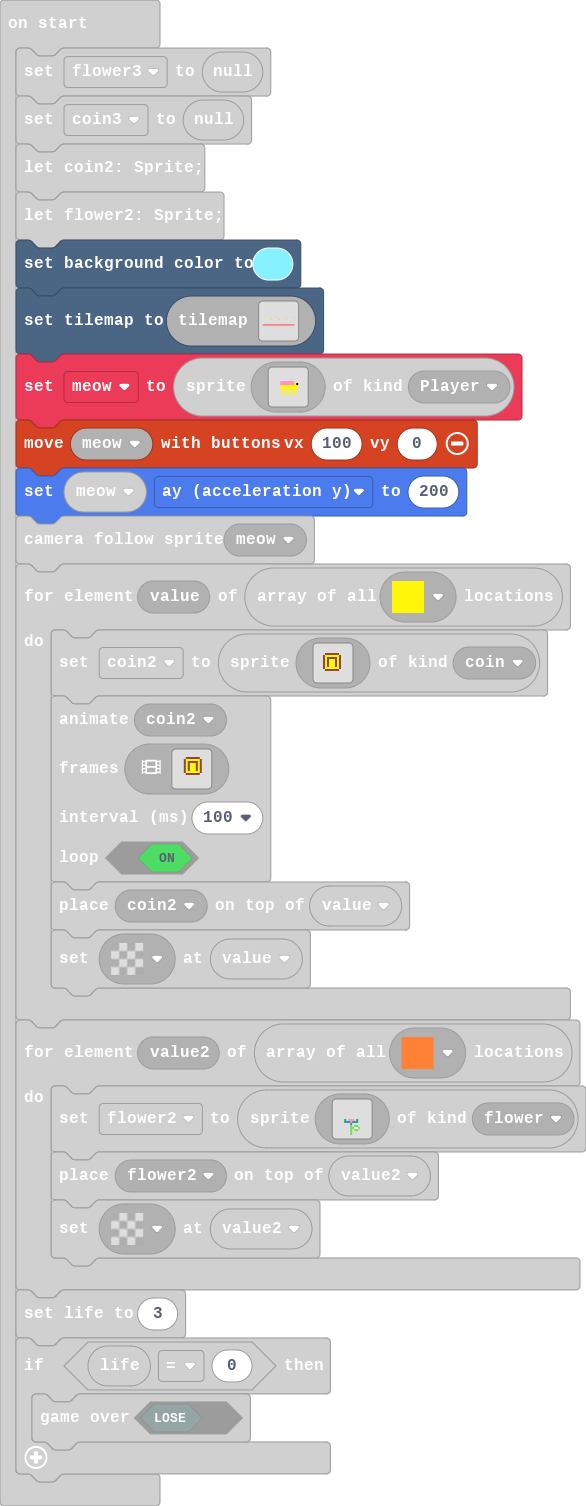 on start
set flower3 to null
set coin3 to null
let coin2: Sprite;
let flower2: Sprite;
set background color to
set tilemap to tilemap
set meow to sprite of kind Player
move meow with buttons vx 100 vy 0
set meow ay (acceleration y) to 200
camera follow sprite meow
for element value of array of all locations
do
set coin2 to sprite of kind coin
animate coin2
frames
interval (ms) 100
loop ON
place coin2 on top of value
set at value
for element value2 of array of all locations
do
set flower2 to sprite of kind flower
place flower2 on top of value2
set at value2
set life to 3
if life = 0 then
game over LOSE